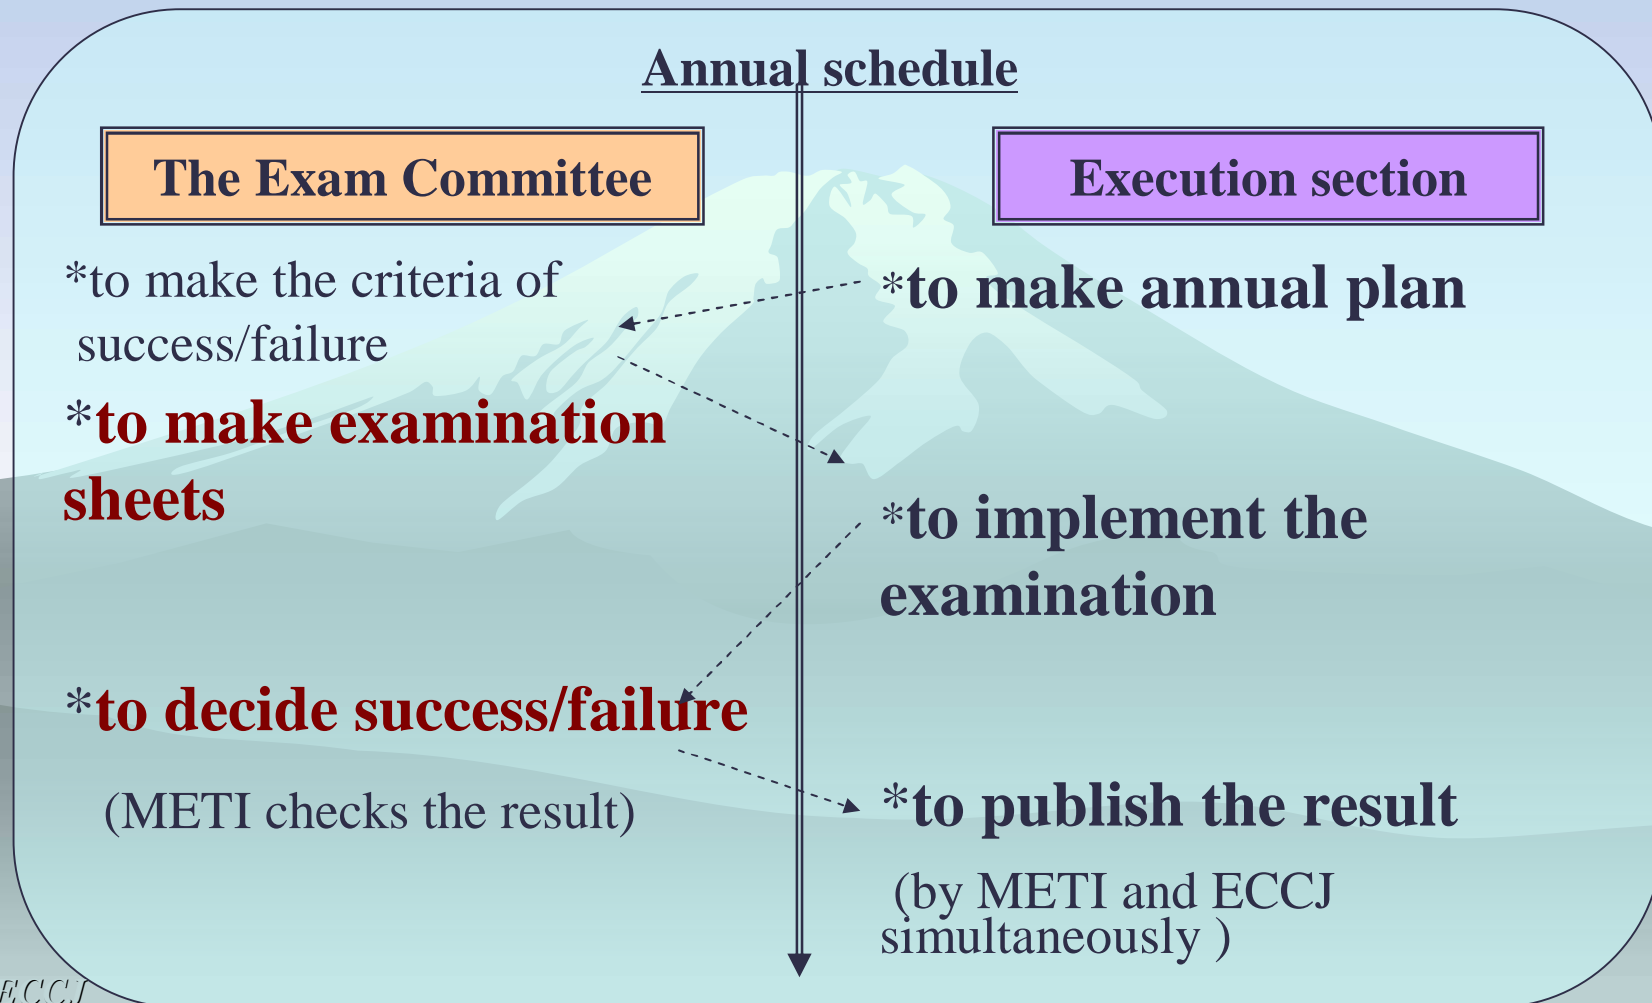 Annual schedule
The Exam Committee
*to make the criteria of
success/failure
*to make examination
sheets
*to decide success/failure
(METI checks the result)
Execution section
*to make annual plan
*to implement the
examination
*to publish the result
(by METI and ECCJ
simultaneously )
ECCJ